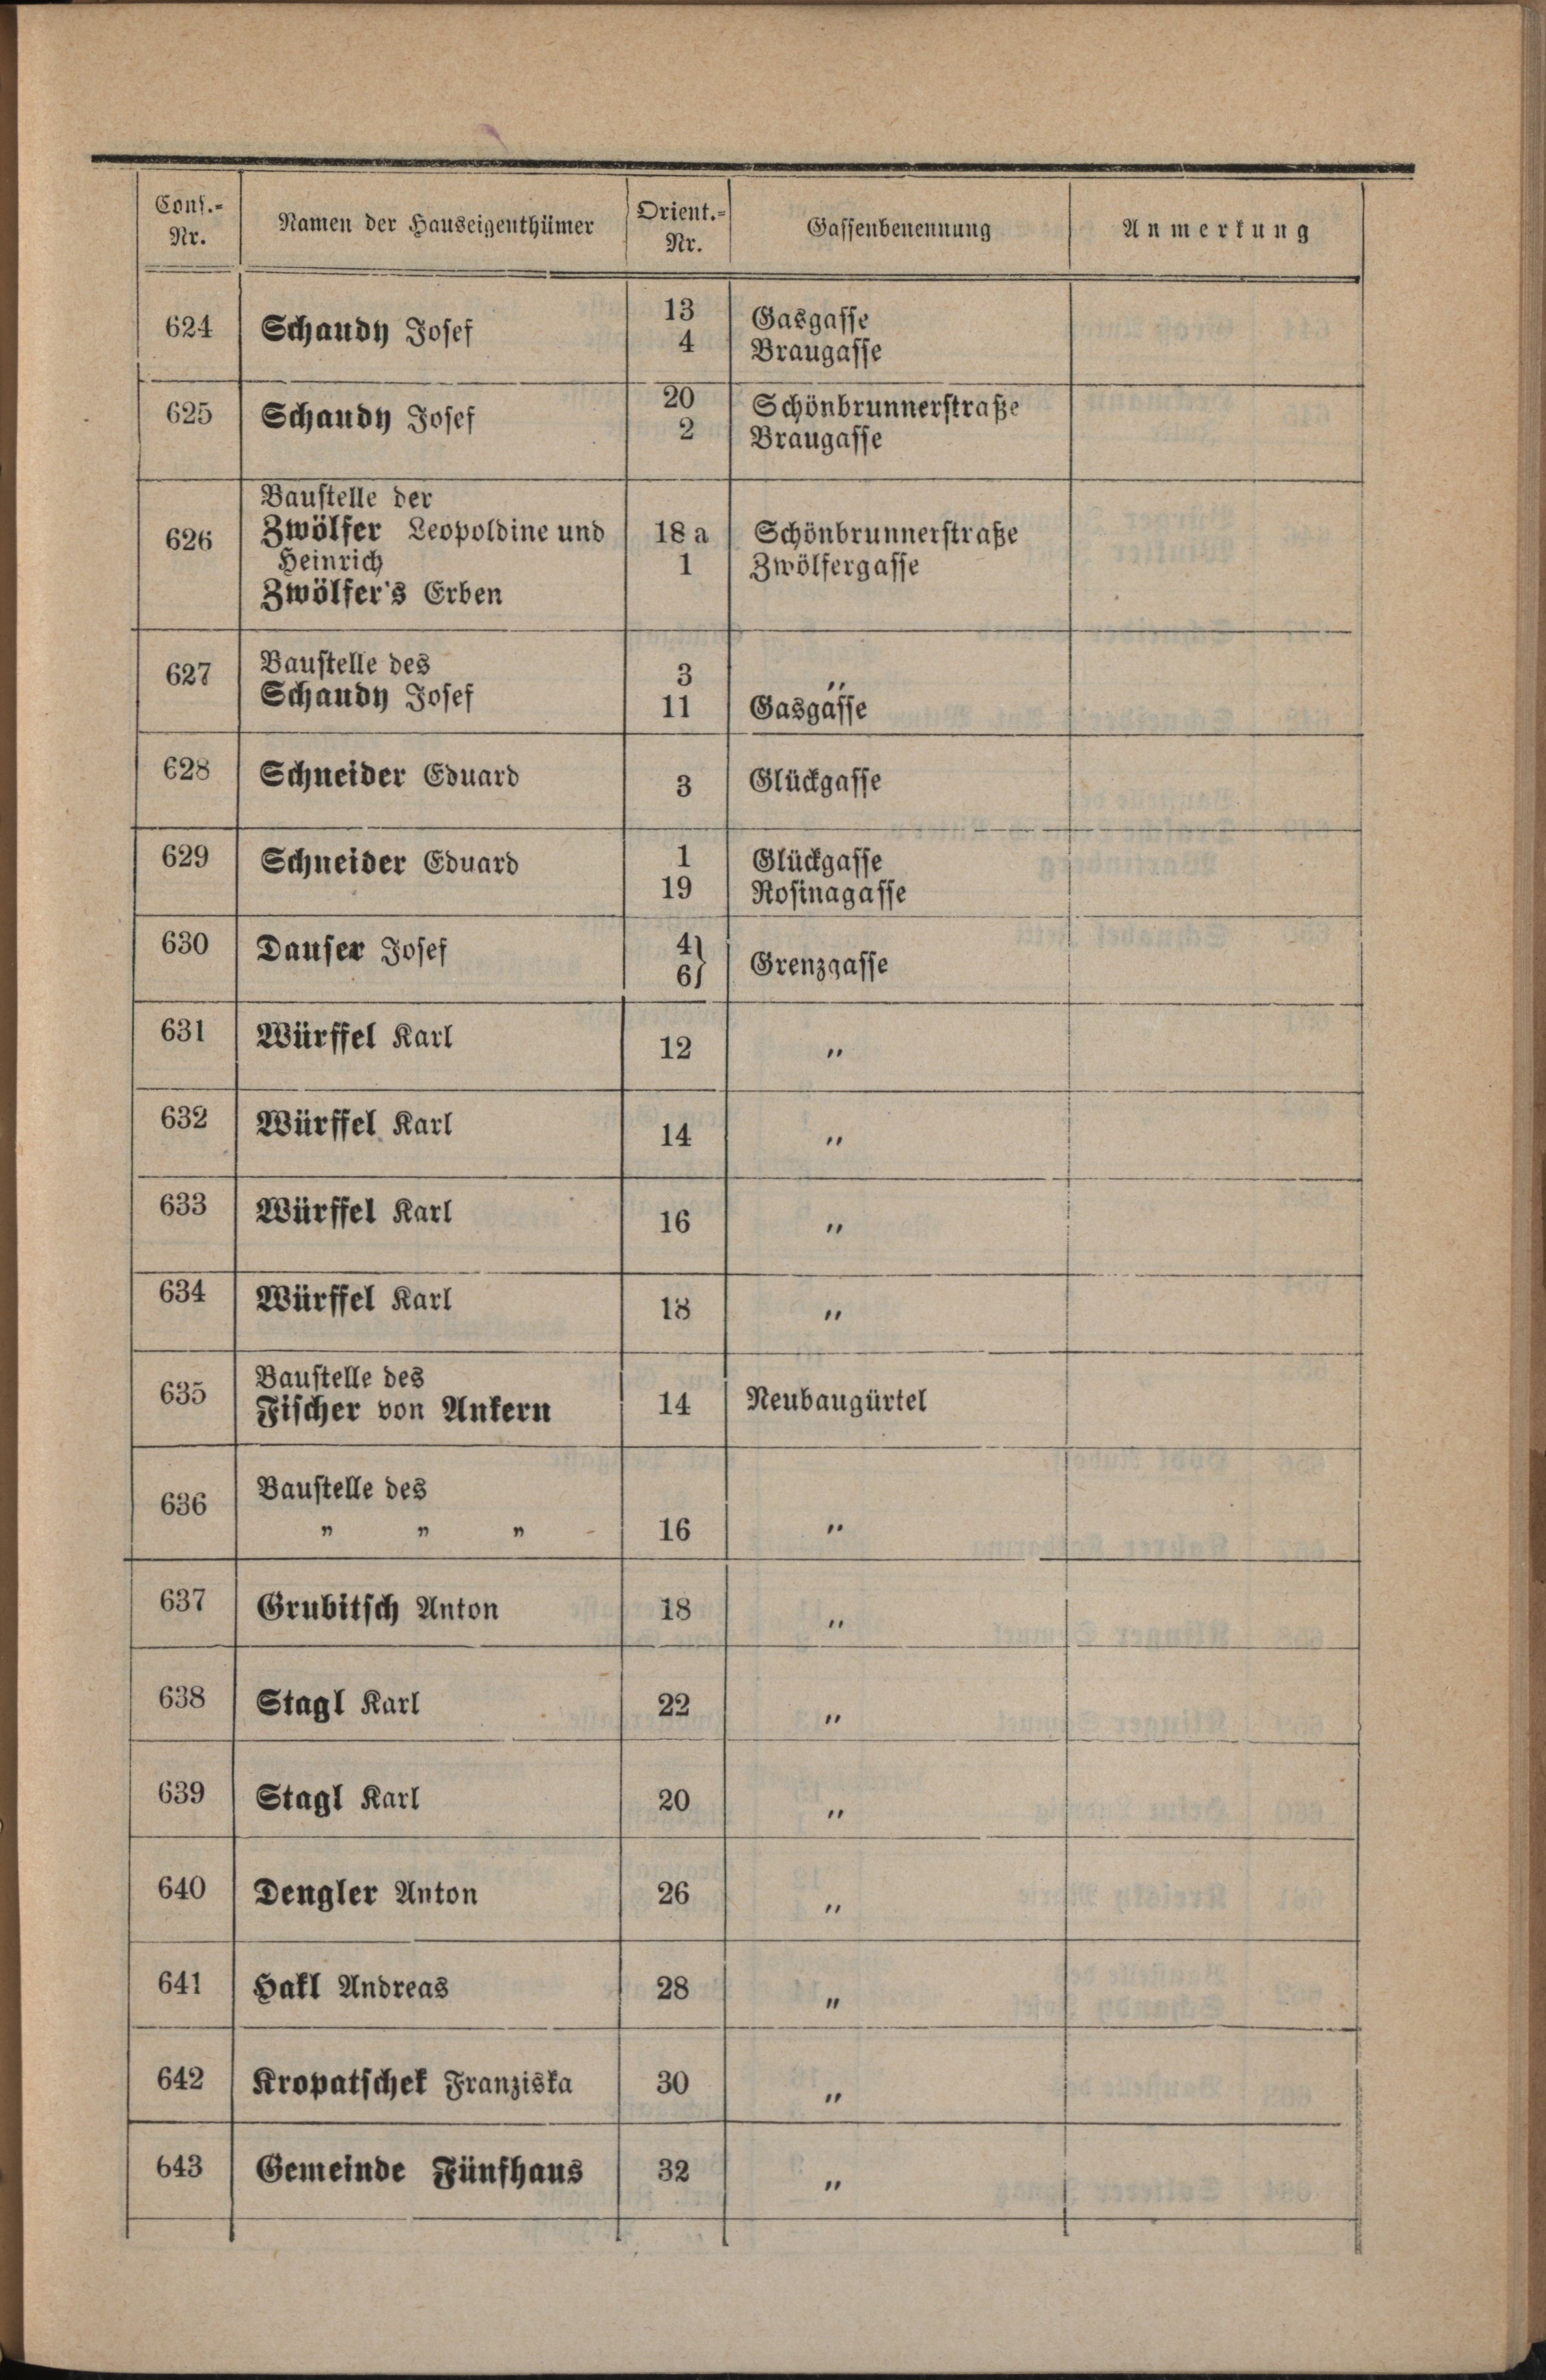 Cons.- Nr. | Namen der Hauseigenthümer | Orient.- Nr. | Gassenbenennung | Anmerkung
624 Schandy Josef 13 Gasgasse
4 Braugasse
625 Schandy Josef 20 Schönbrunnerstraße
2 Braugasse
Baustelle der
626 Zwölfer Leopoldine und 18 a Schönbrunnerstraße
Heinrich 1 Zwölfergasse
Zwölfer's Erben
627 Baustelle des 3 „
Schandy Josef 11 Gasgasse
628 Schneider Eduard 3 Glückgasse
629 Schneider Eduard 1 Glückgasse
19 Rosinagasse
630 Danser Josef 4}
6} Grenzgasse
631 Würffel Karl 12 „
632 Würffel Karl 14 „
633 Würffel Karl 16 „
634 Würffel Karl 18 „
635 Baustelle des
Fischer von Ankern 14 Neubaugürtel
636 Baustelle des
„ „ „ 16 „
637 Grubitsch Anton 18 „
638 Stagl Karl 22 „
639 Stagl Karl 20 „
640 Dengler Anton 26 „
641 Hakl Andreas 28 „
642 Kropatschek Franziska 30 „
643 Gemeinde Fünfhaus 32 „